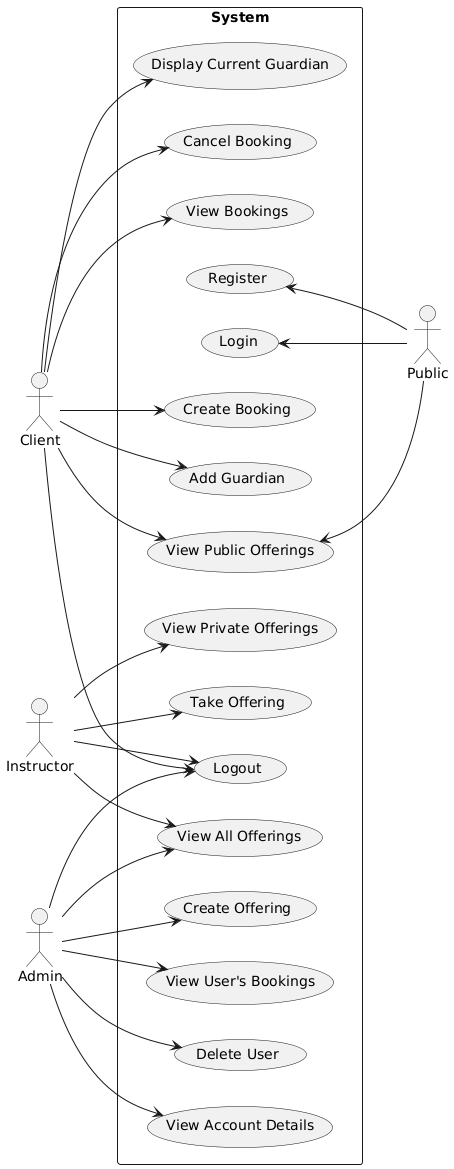 System
Display Current Guardian
Cancel Booking
View Bookings
Register
Login
Public
Create Booking
Client
Add Guardian
View Public Offerings
View Private Offerings
Take Offering
Instructor
Logout
View All Offerings
Create Offering
Admin
View User's Bookings
Delete User
View Account Details